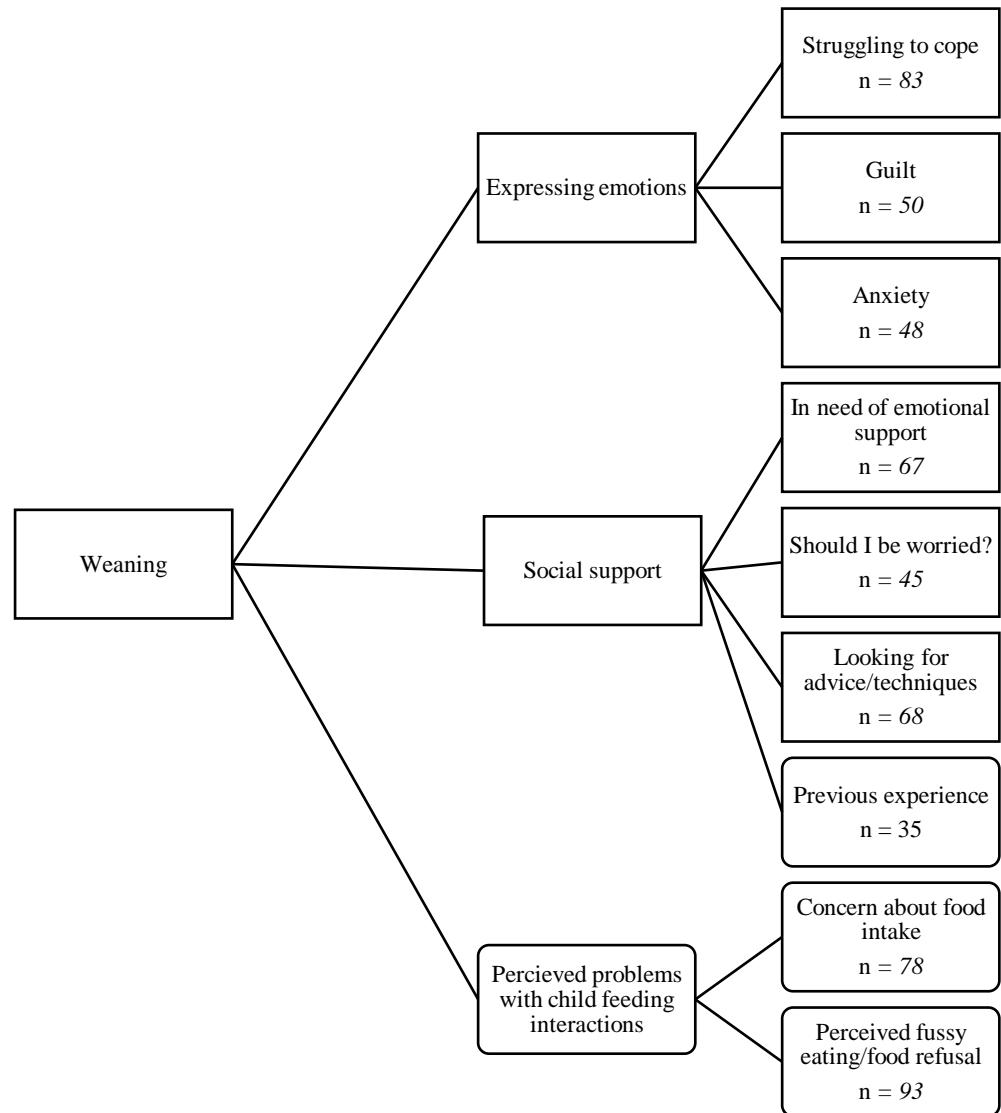 Weaning
Expressing emotions
Struggling to cope
n = 83
Guilt
n = 50
Anxiety
n = 48
Social support
In need of emotional
support
n = 67
Should I be worried?
n = 45
Looking for
advice/techniques
n = 68
Previous experience
n = 35
Percieved problems
with child feeding
interactions
Concern about food
intake
n = 78
Perceived fussy
eating/food refusal
n = 93